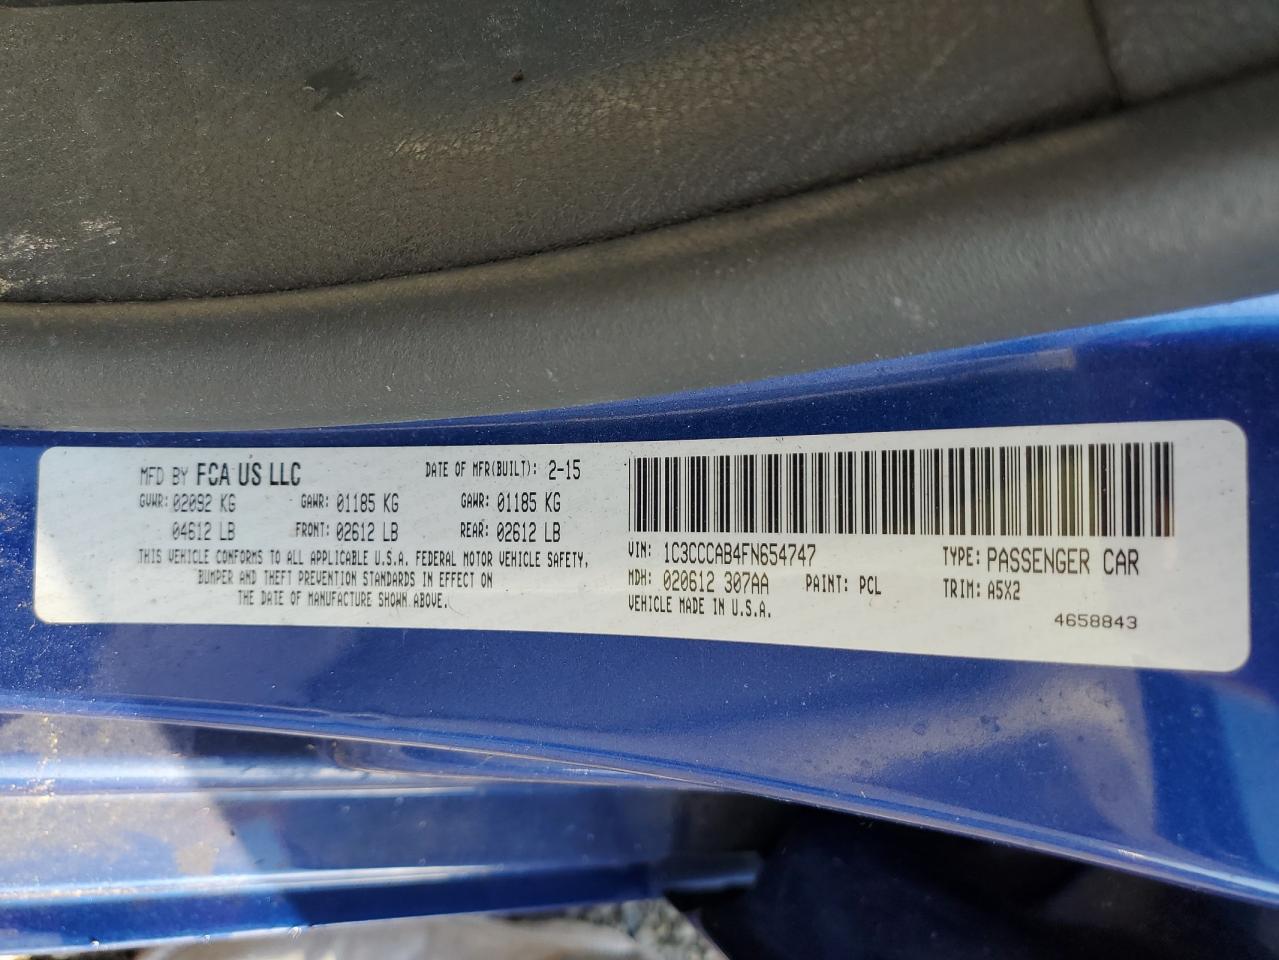 MFD BY FCA US LLC DATE OF MFR(BUILT): 2-15
GVWR: 02092 KG GAWR: 01185 KG GAWR: 01185 KG
04612 LB FRONT: 02612 LB REAR: 02612 LB
THIS VEHICLE CONFORMS TO ALL APPLICABLE U.S.A. FEDERAL MOTOR VEHICLE SAFETY,
BUMPER AND THEFT PREVENTION STANDARDS IN EFFECT ON
THE DATE OF MANUFACTURE SHOWN ABOVE.
VIN: 1C3CCCAB4FN654747 TYPE: PASSENGER CAR
MDH: 020612 307AA PAINT: PCL TRIM: A5X2
VEHICLE MADE IN U.S.A.
4658843